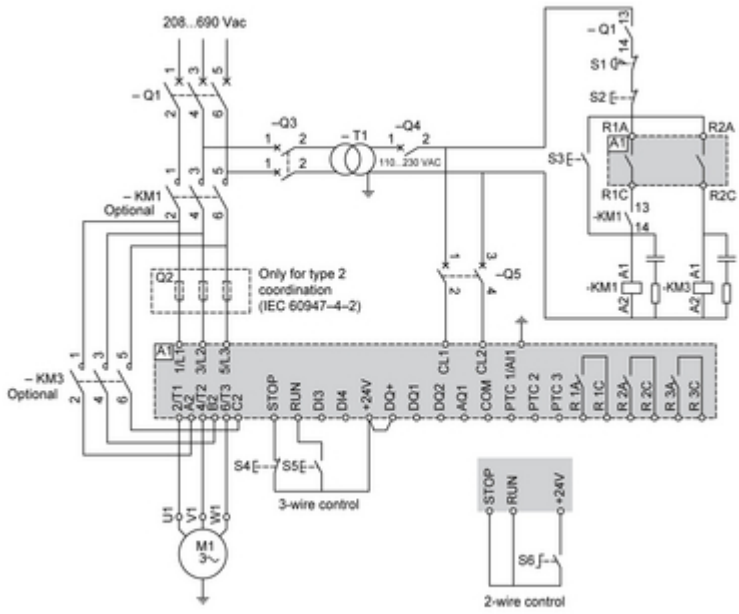 208...690 Vac
1 3 5
– Q1
2 4 6
–Q3
1 2
1 2
– T1
–Q4
1 2
110...230 VAC
13
– Q1
14
S1
S2
S3
R1A R2A
A1
R1C R2C
13
-KM1
14
A1 A1
-KM1 -KM3
A2 A2
– KM1
Optional
1 3 5
2 4 6
Q2
Only for type 2
coordination
(IEC 60947–4–2)
1 3
–Q5
2 4
– KM3
Optional
1 3 5
2 4 6
A1
1/L1 3/L2 5/L3
CL1 CL2
2/T1 A2 4/T2 B2 6/T3 C2
STOP RUN DI3 DI4 +24V DQ+ DQ1 DQ2 AQ1 COM PTC 1/AI1 PTC 2 PTC 3 R 1A R 1C R 2A R 2C R 3A R 3C
S4 S5
3-wire control
U1 V1 W1
M1
3~
STOP RUN +24V
S6
2-wire control